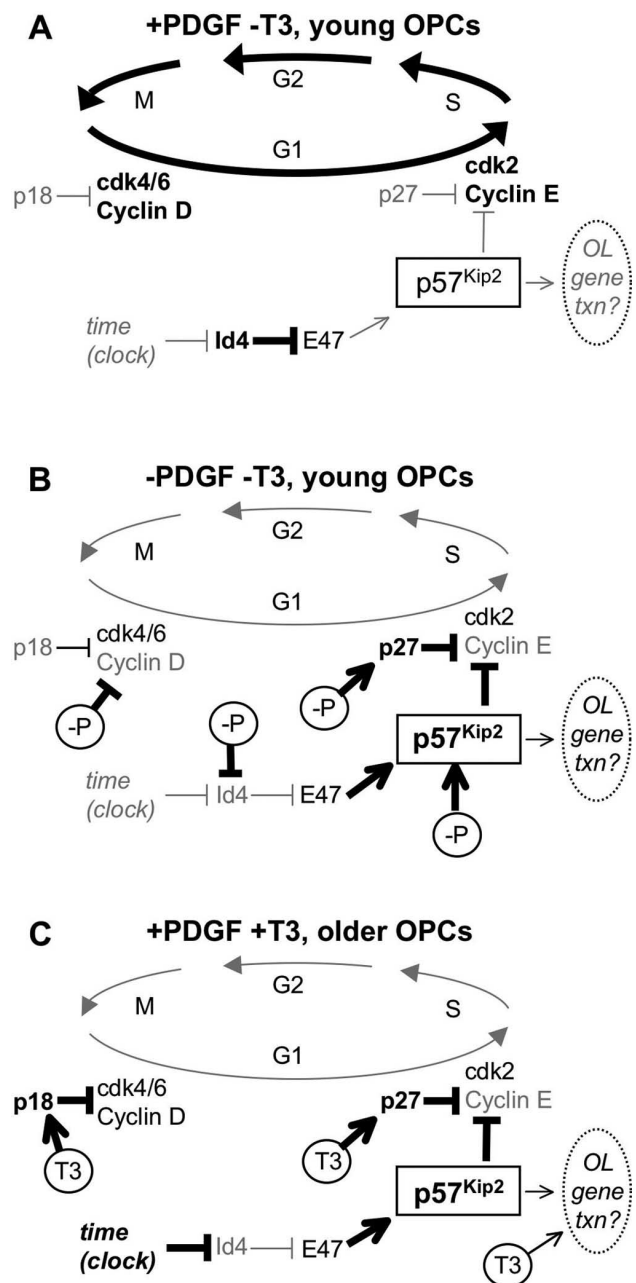 A
+PDGF -T3, young OPCs
G2
M
S
G1
p18
cdk4/6
Cyclin D
p27
cdk2
Cyclin E
p57Kip2
OL
gene
txn?
time
(clock)
Id4
E47
B
-PDGF -T3, young OPCs
G2
M
S
G1
p18
cdk4/6
Cyclin D
p27
cdk2
Cyclin E
-P
-P
-P
p57Kip2
OL
gene
txn?
time
(clock)
Id4
E47
-P
C
+PDGF +T3, older OPCs
G2
M
S
G1
p18
cdk4/6
Cyclin D
p27
cdk2
Cyclin E
T3
T3
p57Kip2
OL
gene
txn?
time
(clock)
Id4
E47
T3